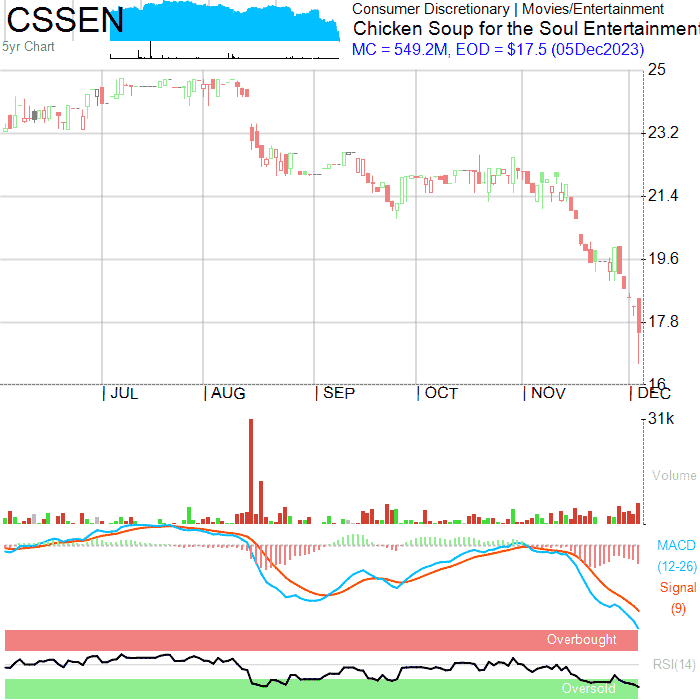 CSSEN
Consumer Discretionary | Movies/Entertainment
5yr Chart
Chicken Soup for the Soul Entertainment
MC = 549.2M, EOD = $17.5 (05Dec2023)
25
23.2
21.4
19.6
17.8
16
| JUL | AUG | SEP | OCT | NOV | DEC
31k
Volume
MACD
(12-26)
Signal
(9)
Overbought
RSI(14)
Oversold